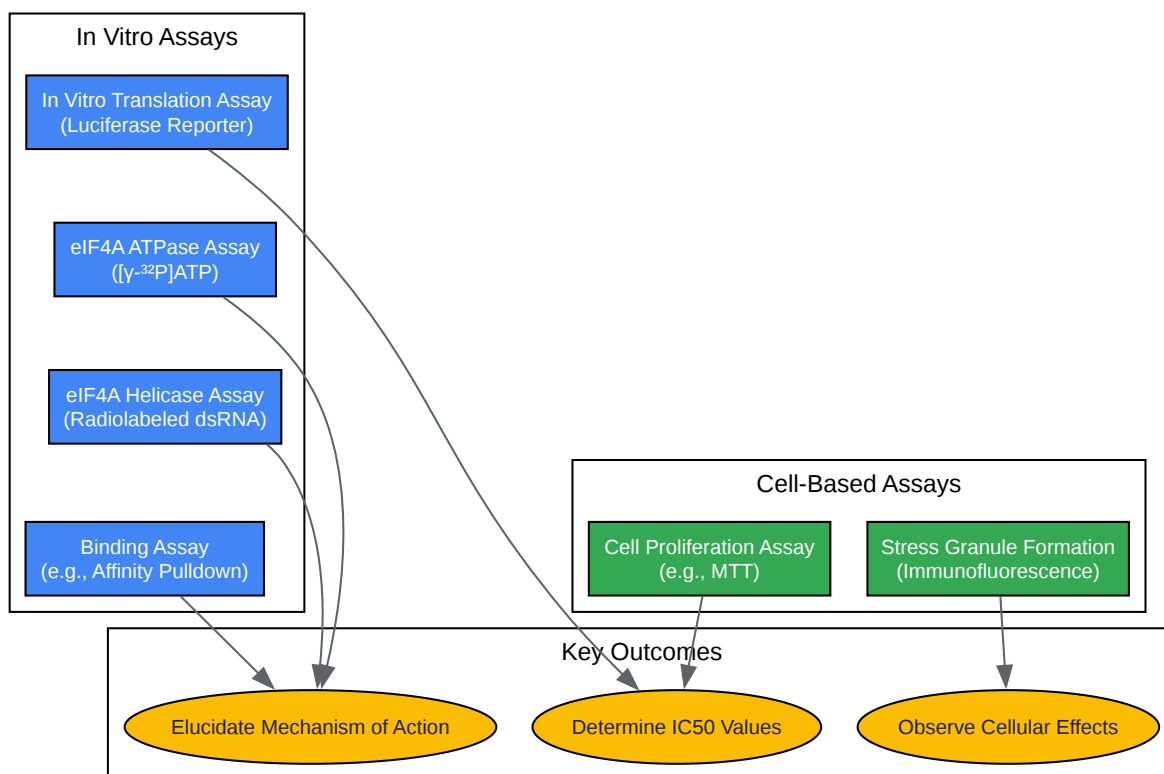 In Vitro Assays
In Vitro Translation Assay
(Luciferase Reporter)
eIF4A ATPase Assay
([γ-³²P]ATP)
eIF4A Helicase Assay
(Radiolabeled dsRNA)
Binding Assay
(e.g., Affinity Pulldown)
Cell-Based Assays
Cell Proliferation Assay
(e.g., MTT)
Stress Granule Formation
(Immunofluorescence)
Key Outcomes
Elucidate Mechanism of Action
Determine IC50 Values
Observe Cellular Effects